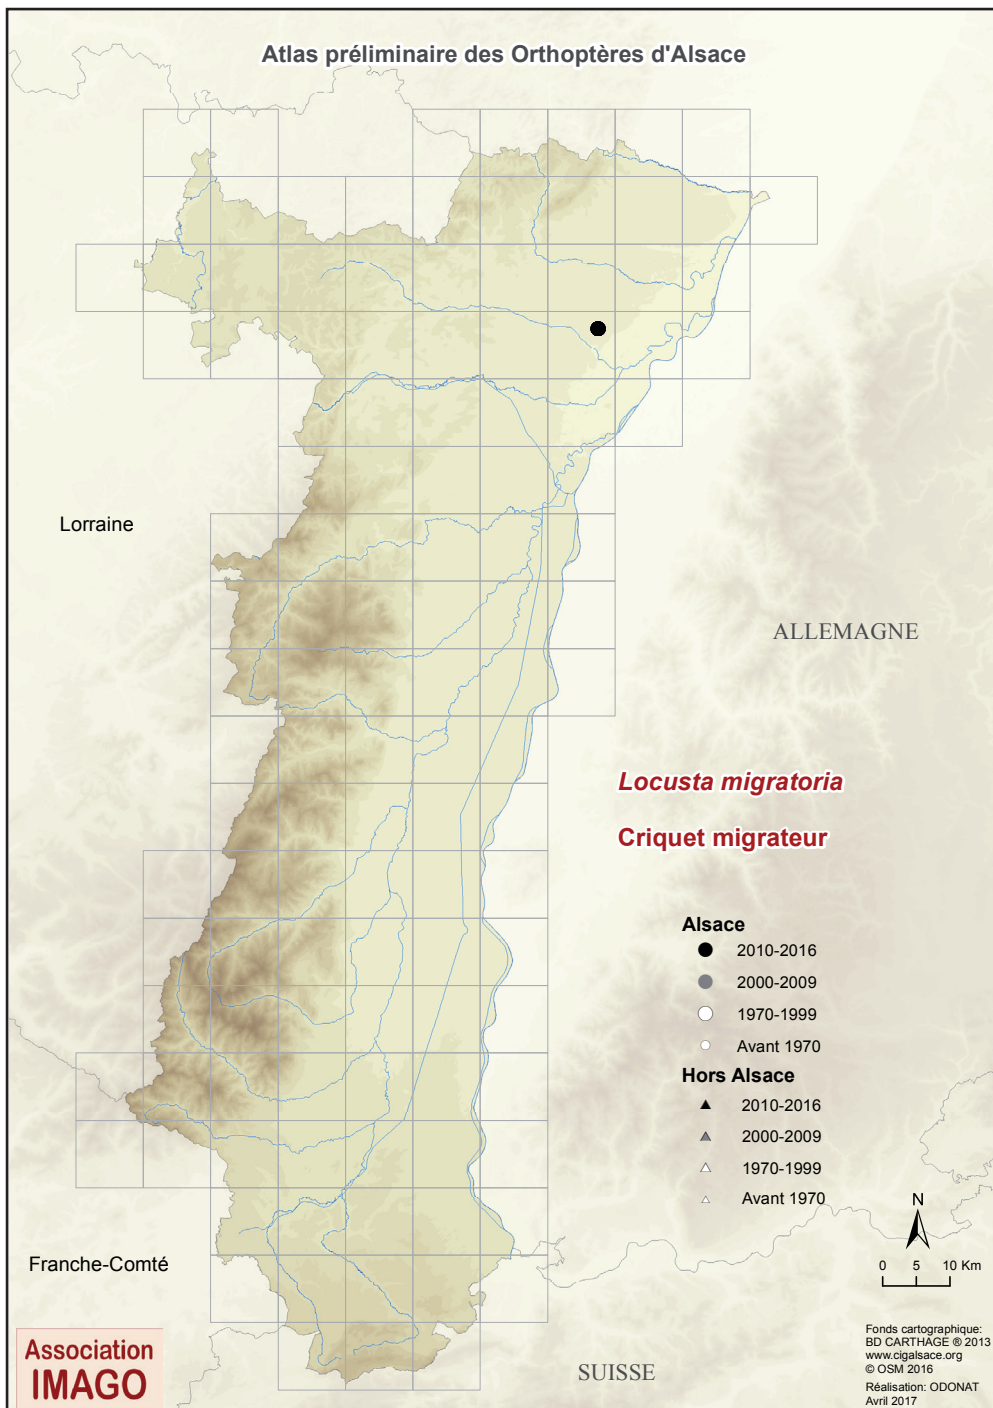 Atlas préliminaire des Orthoptères d'Alsace
Lorraine
ALLEMAGNE
Locusta migratoria
Criquet migrateur
Alsace
2010-2016
2000-2009
1970-1999
Avant 1970
Hors Alsace
2010-2016
2000-2009
1970-1999
Avant 1970
N
0 5 10 Km
Franche-Comté
SUISSE
Association
IMAGO
Fonds cartographique:
BD CARTHAGE ® 2013
www.cigalsace.org
© OSM 2016
Réalisation: ODONAT
Avril 2017